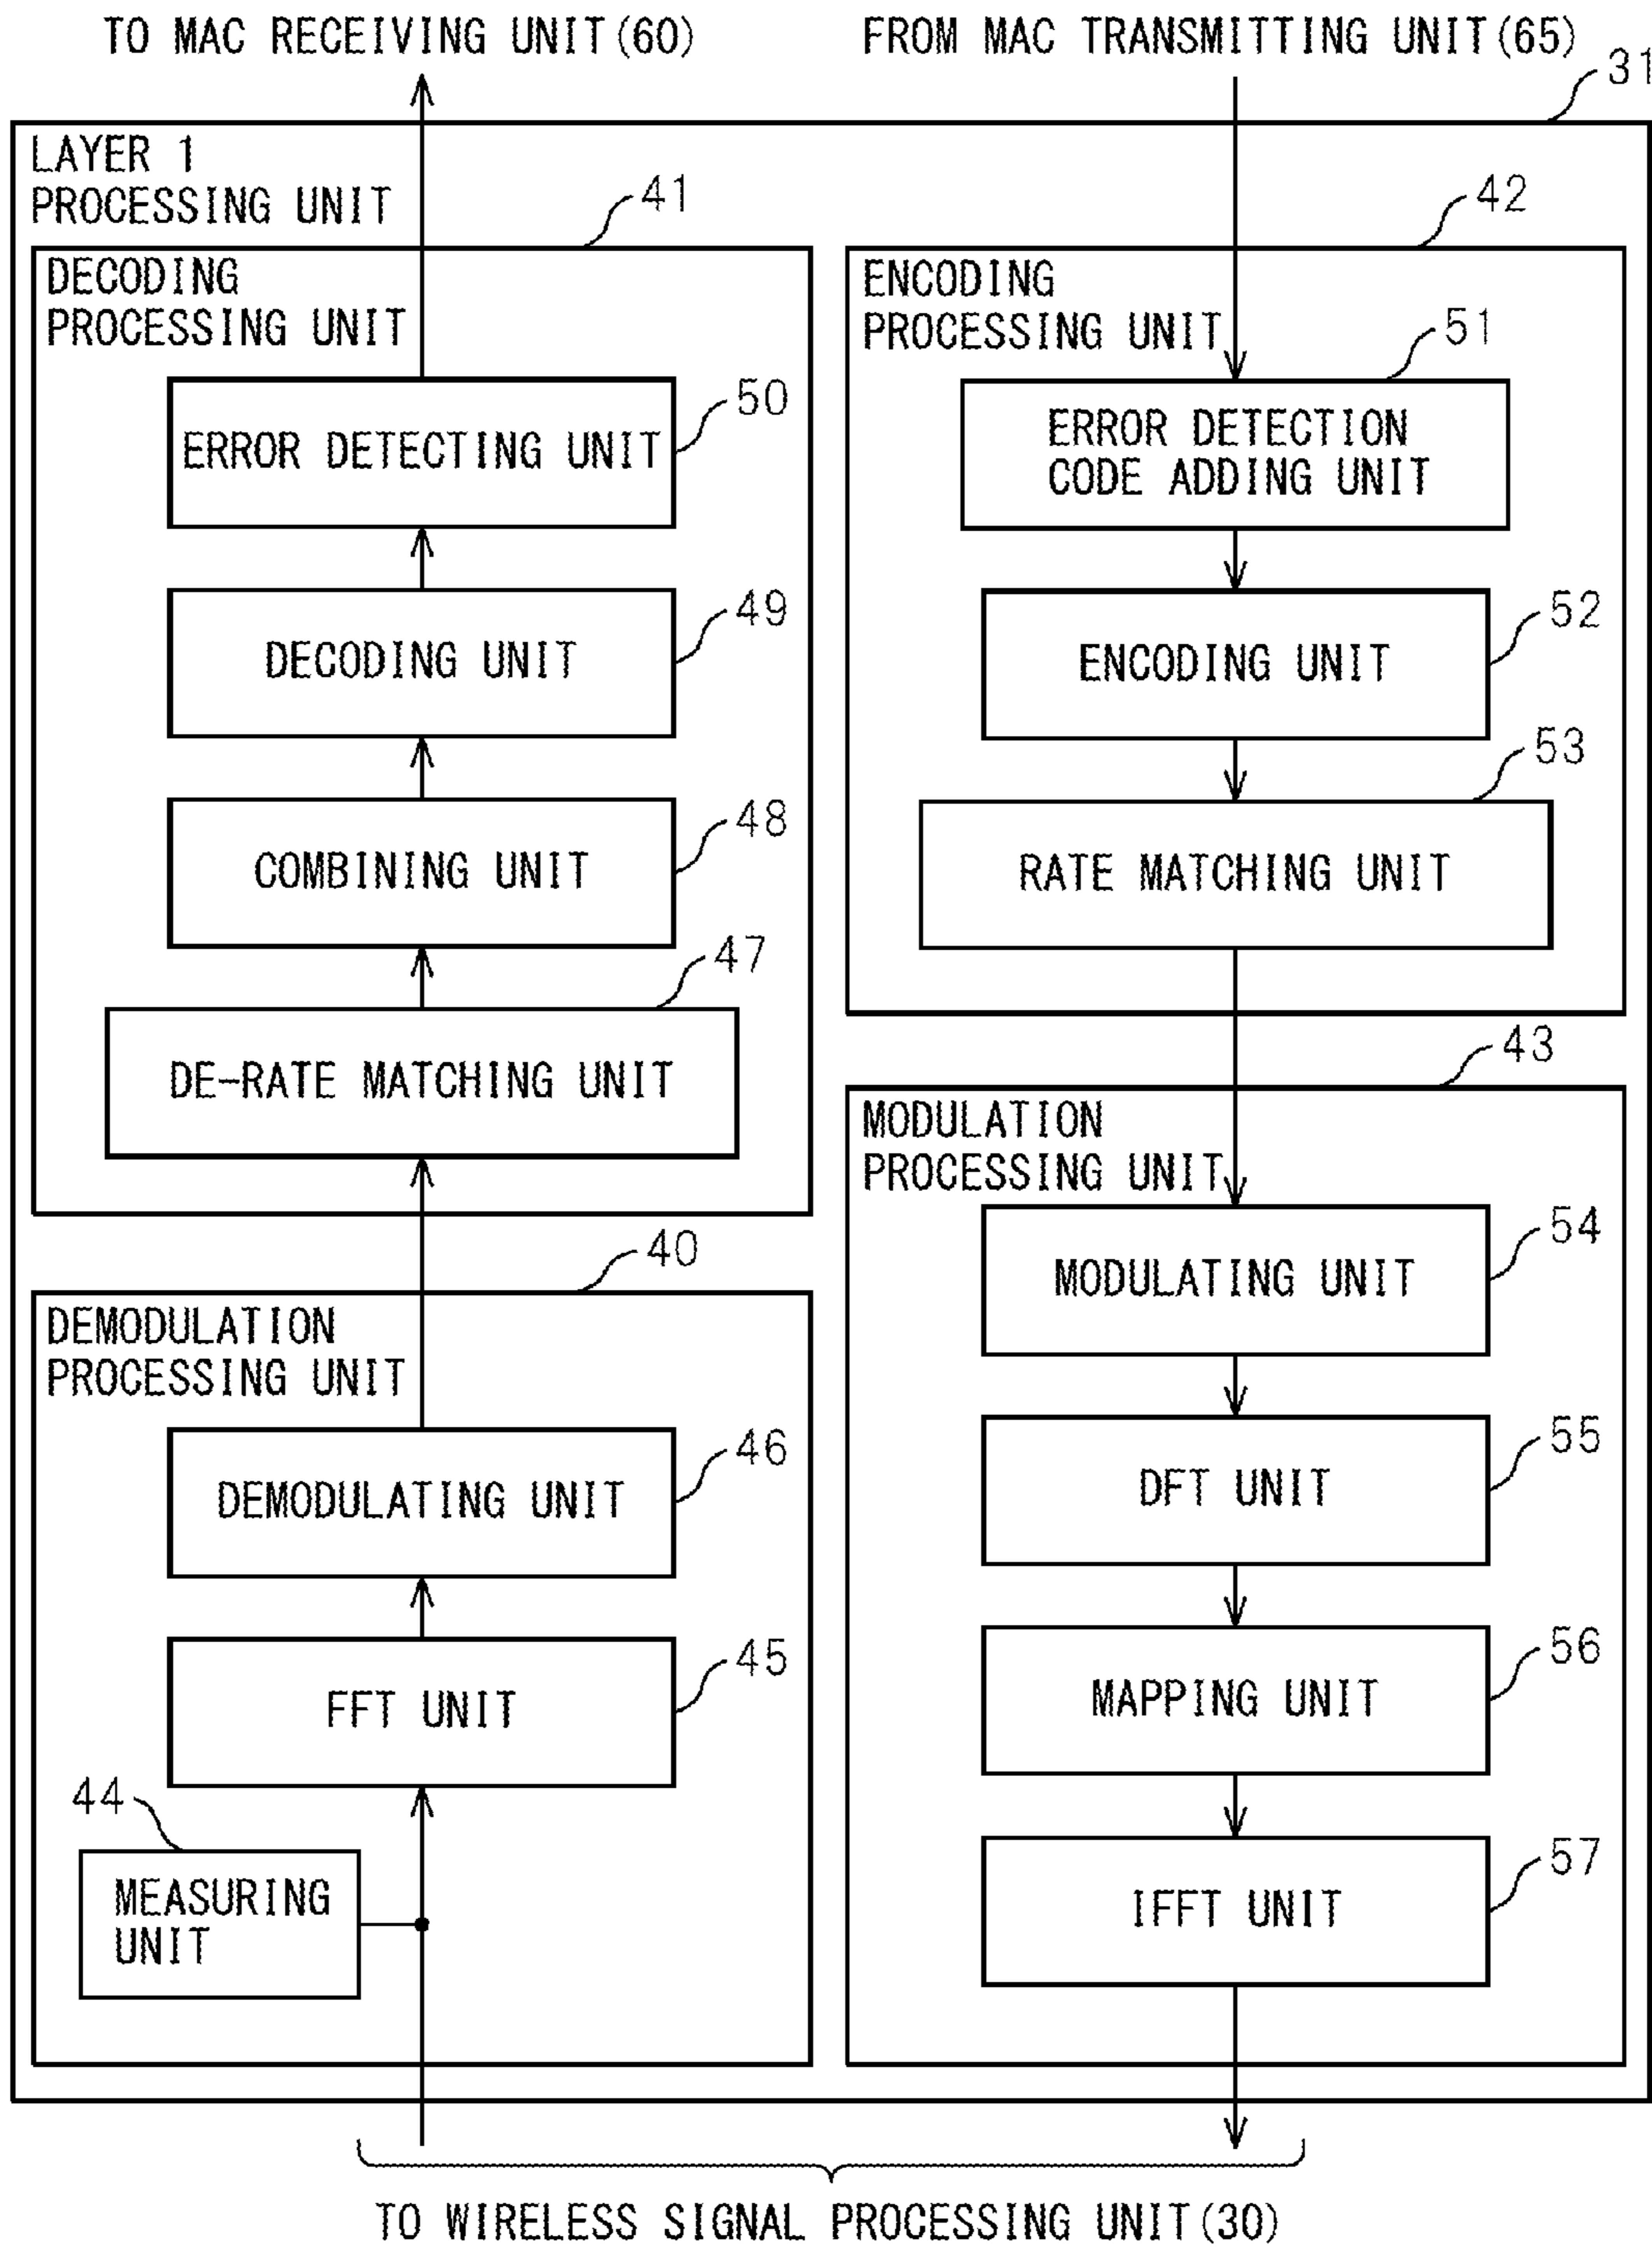 TO MAC RECEIVING UNIT(60)
FROM MAC TRANSMITTING UNIT(65)
31
LAYER 1
PROCESSING UNIT
41
DECODING
PROCESSING UNIT
50
ERROR DETECTING UNIT
49
DECODING UNIT
48
COMBINING UNIT
47
DE-RATE MATCHING UNIT
40
DEMODULATION
PROCESSING UNIT
46
DEMODULATING UNIT
45
FFT UNIT
44
MEASURING
UNIT
42
ENCODING
PROCESSING UNIT
51
ERROR DETECTION
CODE ADDING UNIT
52
ENCODING UNIT
53
RATE MATCHING UNIT
43
MODULATION
PROCESSING UNIT
54
MODULATING UNIT
55
DFT UNIT
56
MAPPING UNIT
57
IFFT UNIT
TO WIRELESS SIGNAL PROCESSING UNIT(30)